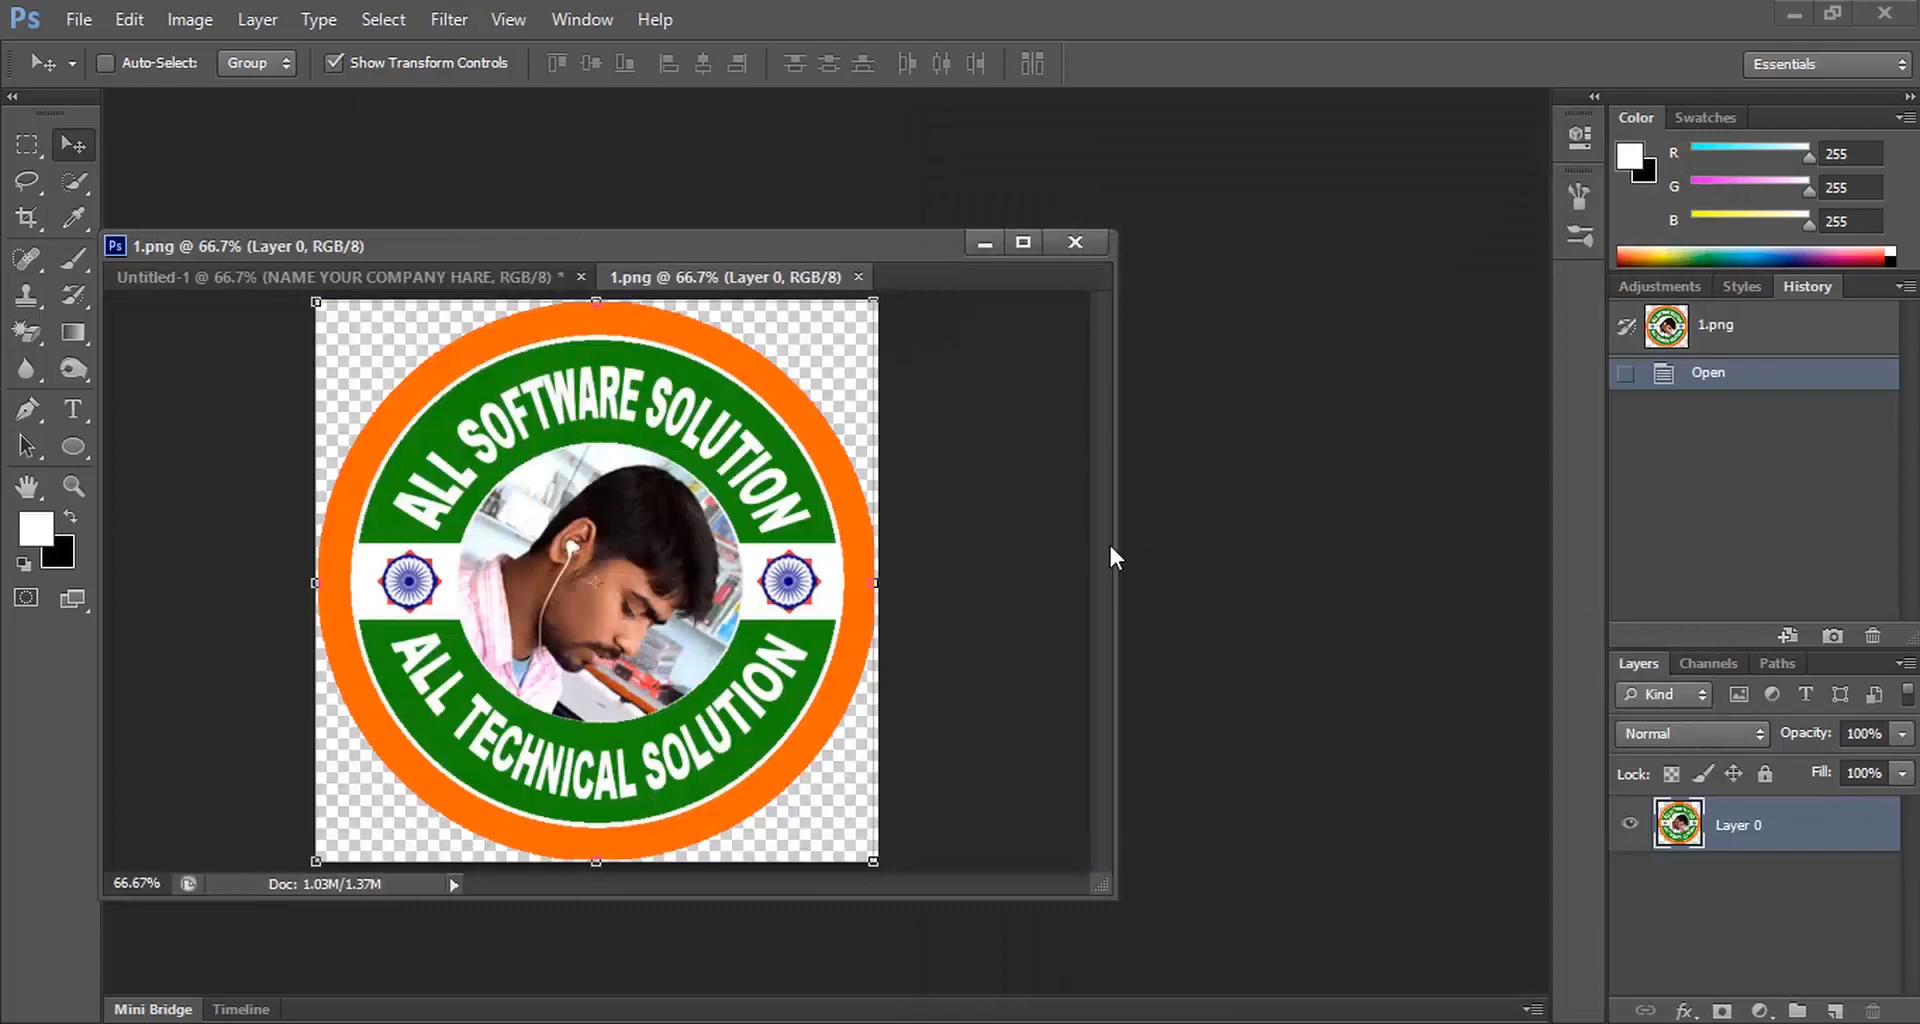 Ps File Edit Image Layer Type Select Filter View Window Help
Auto-Select: Group Show Transform Controls Essentials
Color Swatches
R 255
G 255
B 255
Ps 1.png @ 66.7% (Layer 0, RGB/8)
Untitled-1 @ 66.7% (NAME YOUR COMPANY HARE, RGB/8) * × 1.png @ 66.7% (Layer 0, RGB/8) ×
Adjustments Styles History
1.png
Open
ALL SOFTWARE SOLUTION
ALL TECHNICAL SOLUTION
Layers Channels Paths
Kind
Normal Opacity: 100%
Lock: Fill: 100%
Layer 0
66.67% Doc: 1.03M/1.37M
Mini Bridge Timeline